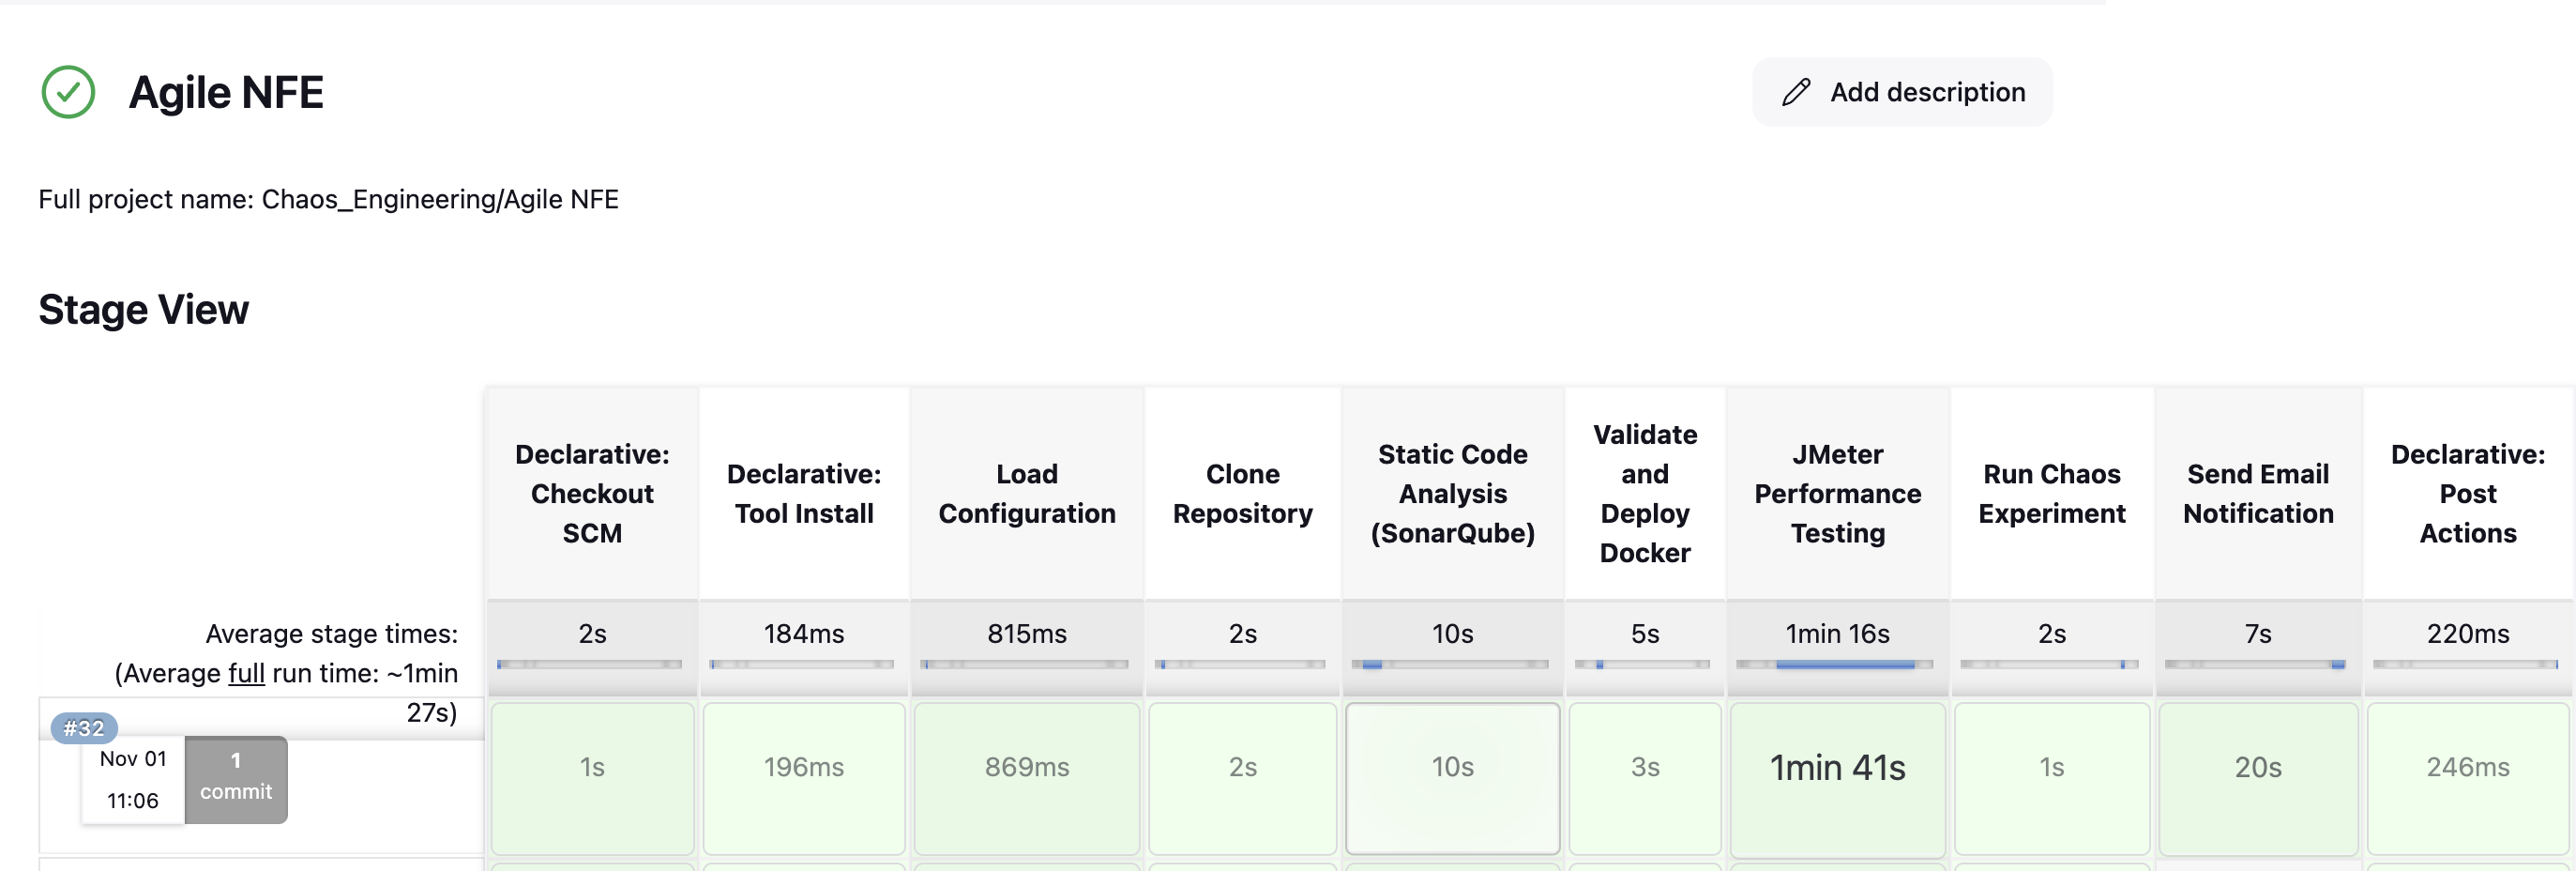 Agile NFE
Add description
Full project name: Chaos_Engineering/Agile NFE
Stage View
Declarative:
Checkout
SCM
Declarative:
Tool Install
Load
Configuration
Clone
Repository
Static Code
Analysis
(SonarQube)
Validate
and
Deploy
Docker
JMeter
Performance
Testing
Run Chaos
Experiment
Send Email
Notification
Declarative:
Post
Actions
Average stage times:
(Average full run time: ~1min
27s)
2s
184ms
815ms
2s
10s
5s
1min 16s
2s
7s
220ms
#32
Nov 01
11:06
1
commit
1s
196ms
869ms
2s
10s
3s
1min 41s
1s
20s
246ms